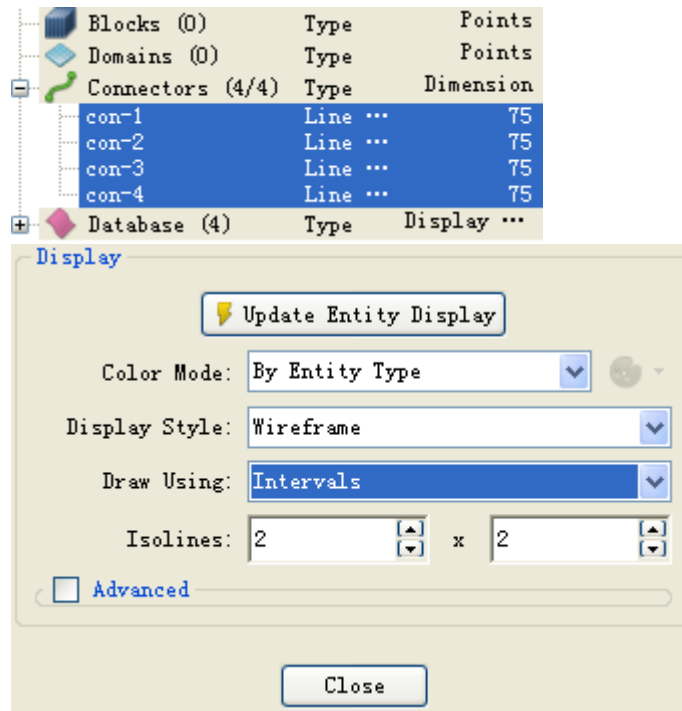 Blocks (0) Type Points
Domains (0) Type Points
Connectors (4/4) Type Dimension
con-1 Line ... 75
con-2 Line ... 75
con-3 Line ... 75
con-4 Line ... 75
Database (4) Type Display ...
Display
Update Entity Display
Color Mode: By Entity Type
Display Style: Wireframe
Draw Using: Intervals
Isolines: 2 x 2
Advanced
Close